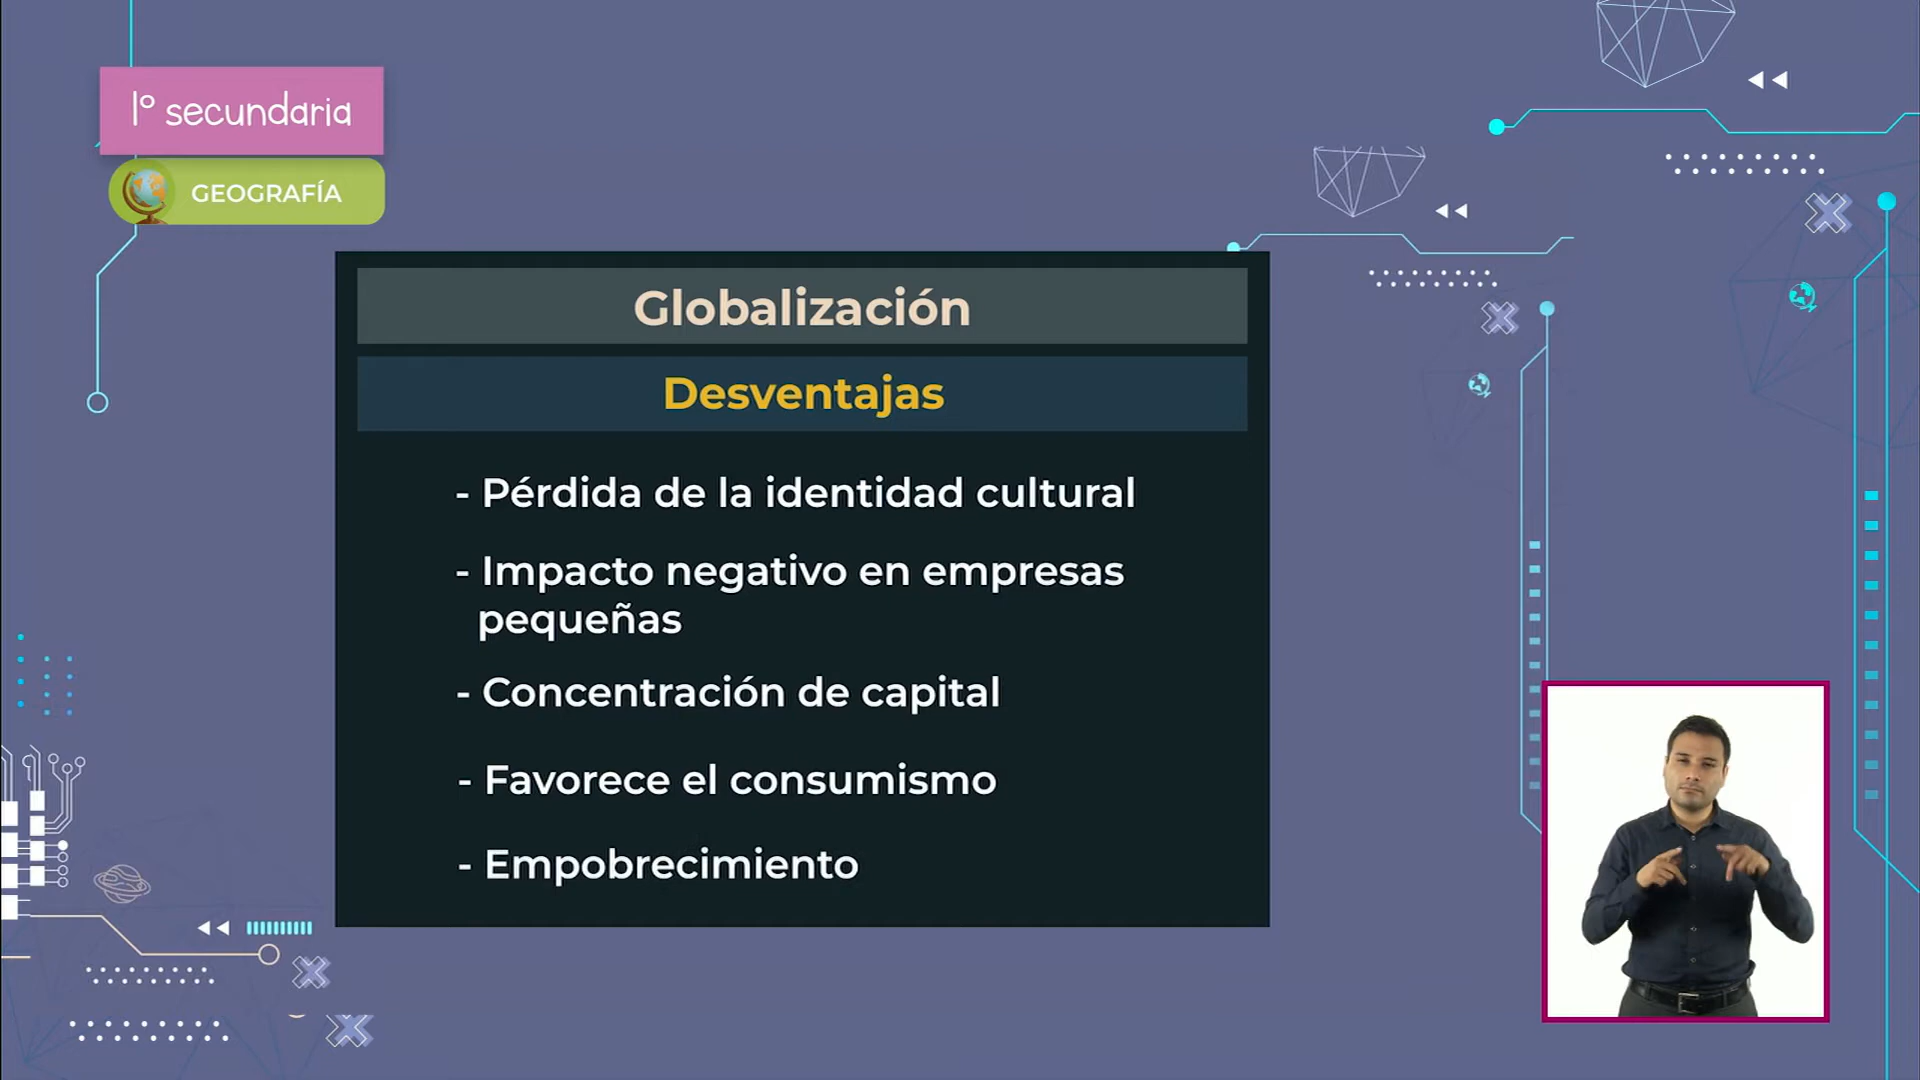 1° secundaria
GEOGRAFÍA
Globalización
Desventajas
- Pérdida de la identidad cultural
- Impacto negativo en empresas
pequeñas
- Concentración de capital
- Favorece el consumismo
- Empobrecimiento